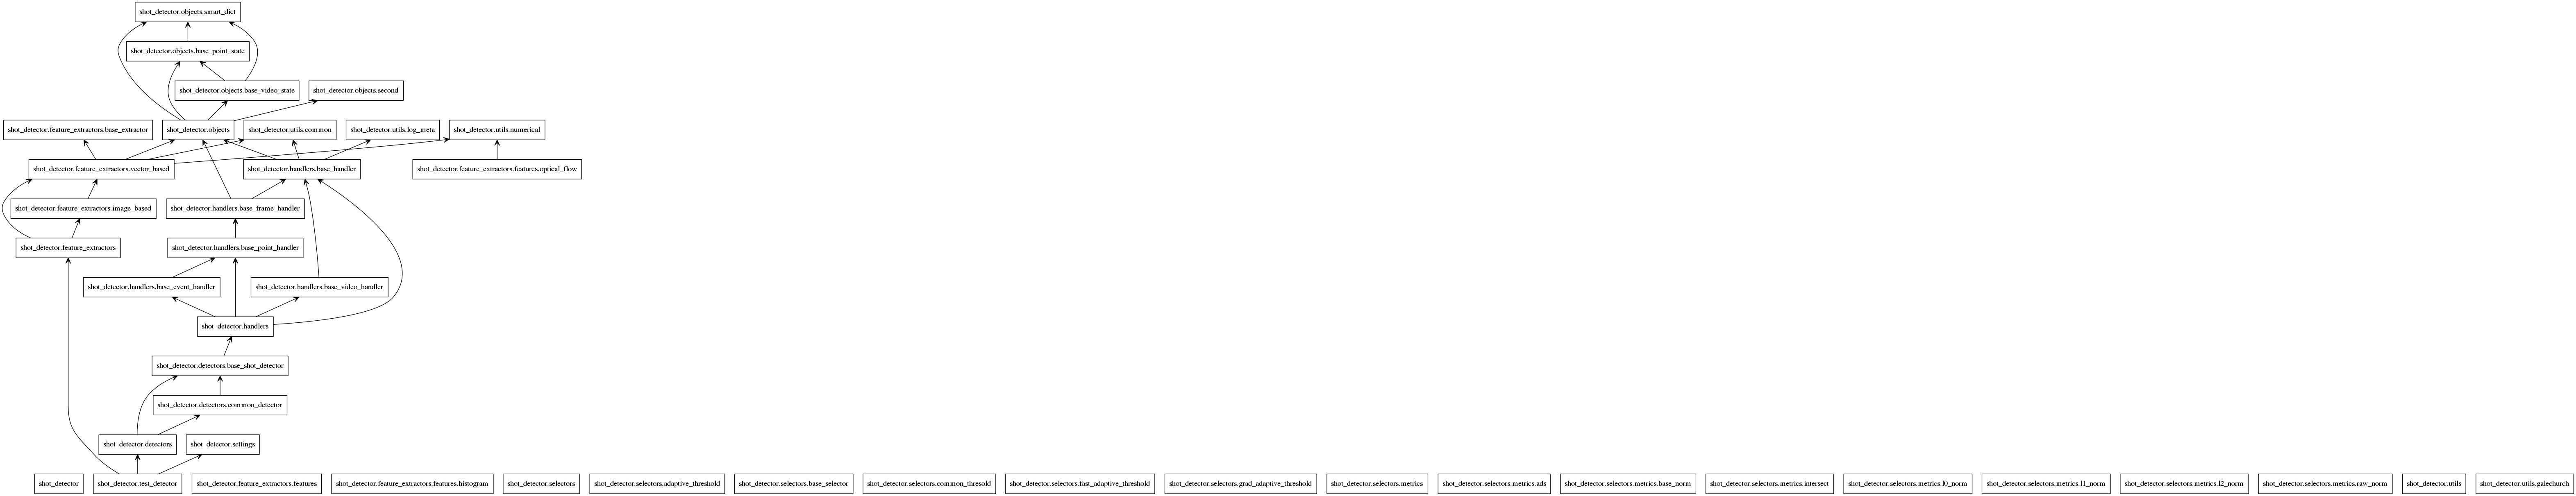 shot_detector.objects.smart_dict
shot_detector.objects.base_point_state
shot_detector.objects.base_video_state
shot_detector.objects.second
shot_detector.feature_extractors.base_extractor
shot_detector.objects
shot_detector.utils.common
shot_detector.utils.log_meta
shot_detector.utils.numerical
shot_detector.feature_extractors.vector_based
shot_detector.handlers.base_handler
shot_detector.feature_extractors.features.optical_flow
shot_detector.feature_extractors.image_based
shot_detector.handlers.base_frame_handler
shot_detector.feature_extractors
shot_detector.handlers.base_point_handler
shot_detector.handlers.base_event_handler
shot_detector.handlers.base_video_handler
shot_detector.handlers
shot_detector.detectors.base_shot_detector
shot_detector.detectors.common_detector
shot_detector.detectors
shot_detector.settings
shot_detector
shot_detector.test_detector
shot_detector.feature_extractors.features
shot_detector.feature_extractors.features.histogram
shot_detector.selectors
shot_detector.selectors.adaptive_threshold
shot_detector.selectors.base_selector
shot_detector.selectors.common_thresold
shot_detector.selectors.fast_adaptive_threshold
shot_detector.selectors.grad_adaptive_threshold
shot_detector.selectors.metrics
shot_detector.selectors.metrics.ads
shot_detector.selectors.metrics.base_norm
shot_detector.selectors.metrics.intersect
shot_detector.selectors.metrics.l0_norm
shot_detector.selectors.metrics.l1_norm
shot_detector.selectors.metrics.l2_norm
shot_detector.selectors.metrics.raw_norm
shot_detector.utils
shot_detector.utils.galechurch